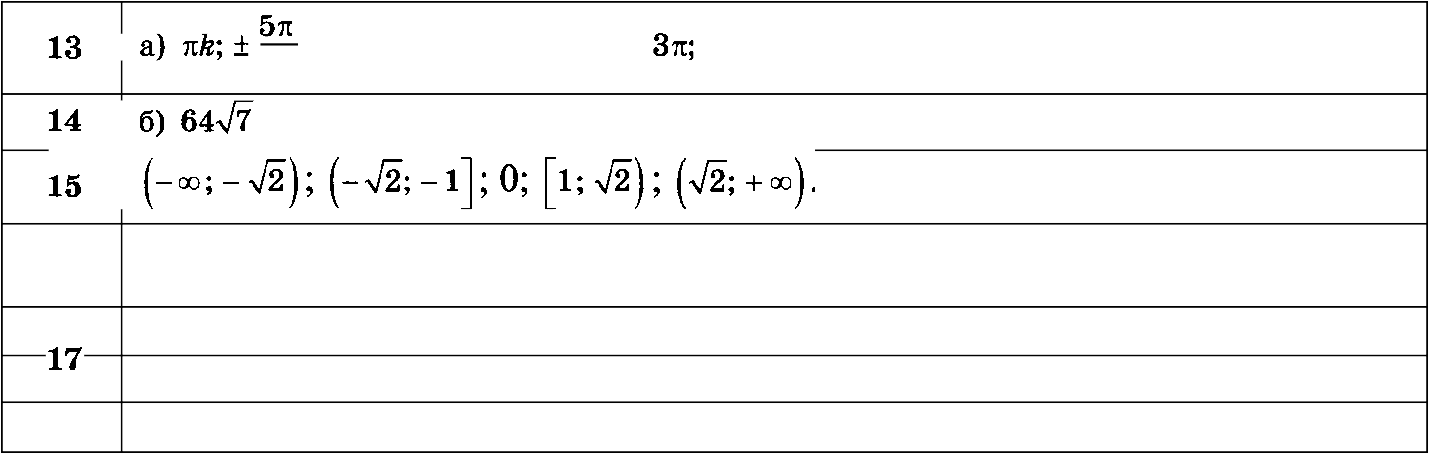 13 а) πk; ± 5π 3π;
14 б) 64√7
15 (−∞; −√2); (−√2; −1]; 0; [1; √2); (√2; +∞).
17